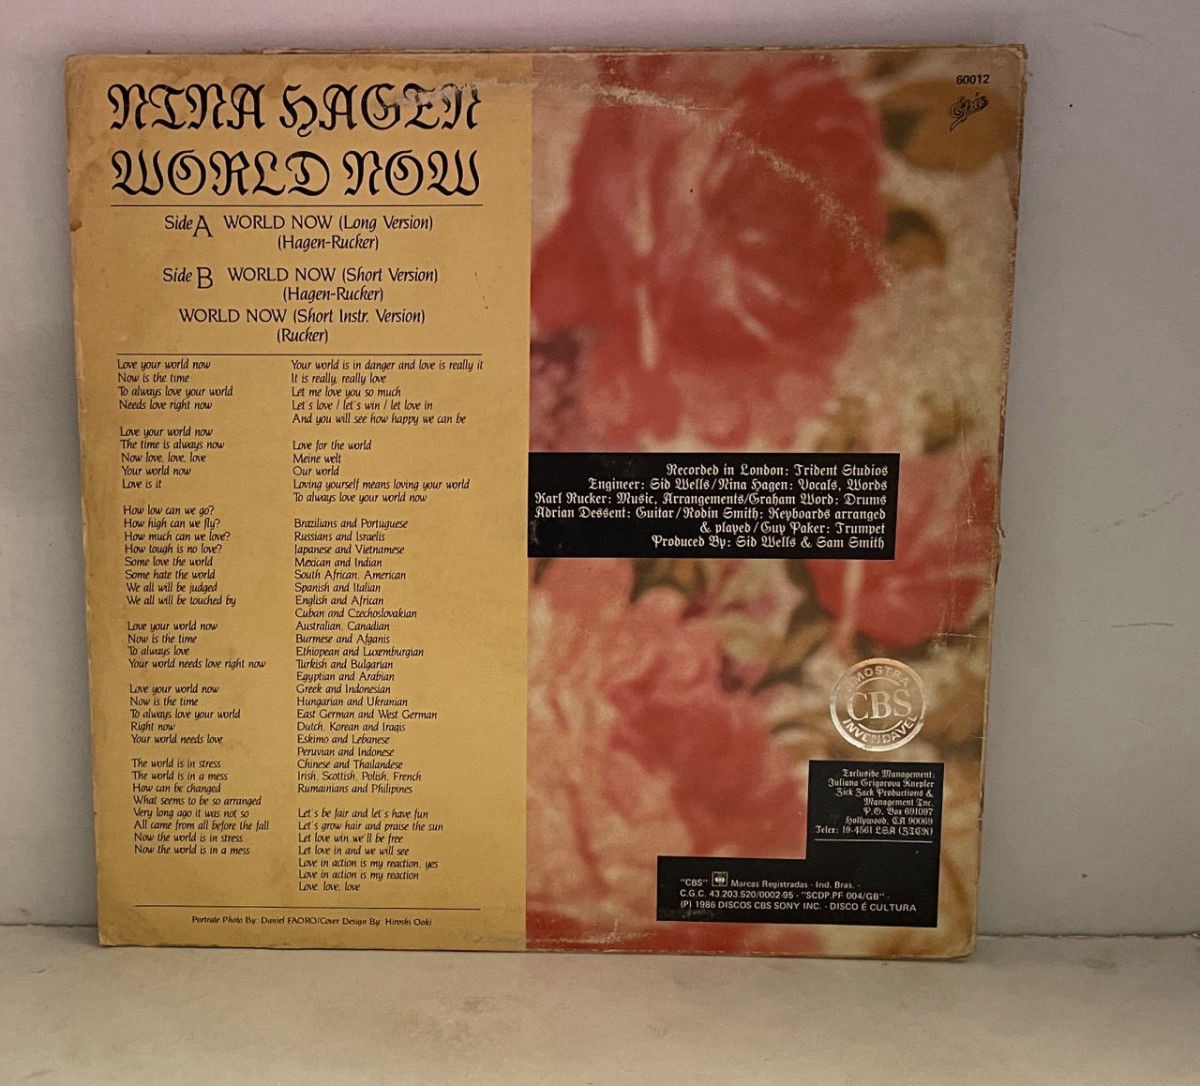 NINA HAGEN
WORLD NOW
Side A WORLD NOW (Long Version)
(Hagen-Rucker)
Side B WORLD NOW (Short Version)
(Hagen-Rucker)
WORLD NOW (Short Instr. Version)
(Rucker)
Love your world now
Now is the time
To always love your world
Needs love right now
Love your world now
The time is always now
Now love, love, love
Your world now
Love is it
How low can we go?
How high can we fly?
How much can we love?
How tough is no love?
Some love the world
Some hate the world
We all will be judged
We all will be touched by
Love your world now
Now is the time
To always love
Your world needs love right now
Love your world now
Now is the time
To always love your world
Right now
Your world needs love
The world is in stress
The world is in a mess
How can be changed
What seems to be so arranged
Very long ago it was not so
All came from all before the fall
Now the world is in stress
Now the world is in a mess
Your world is in danger and love is really it
It is really, really love
Let me love you so much
Let's love / let's win / let love in
And you will see how happy we can be
Love for the world
Meine welt
Our world
Loving yourself means loving your world
To always love your world now
Brazilians and Portuguese
Russians and Israelis
Japanese and Vietnamese
Mexican and Indian
South African, American
Spanish and Italian
English and African
Cuban and Czechoslovakian
Australian, Canadian
Burmese and Afganis
Ethiopean and Luxemburgian
Turkish and Bulgarian
Egyptian and Arabian
Greek and Indonesian
Hungarian and Ukranian
East German and West German
Dutch, Korean and Iraqis
Eskimo and Lebanese
Peruvian and Indonese
Chinese and Thailandese
Irish, Scottish, Polish, French
Rumainians and Philipines
Let's be fair and let's have fun
Let's grow hair and praise the sun
Let love win, we'll be free
Let love in and we will see
Love in action is my reaction, yes
Love in action is my reaction
Love, love, love
Portrate Photo By: Daniel FAORO/Cover Design By: Hiroshi Ooki
60012
Epic
Recorded in London: Trident Studios
Engineer: Sid Wells/Nina Hagen: Vocals, Words
Karl Rucker: Music, Arrangements/Graham Word: Drums
Adrian Dessent: Guitar/Robin Smith: Keyboards arranged
& played/Guy Paker: Trumpet
Produced By: Sid Wells & Sam Smith
AMOSTRA
CBS
INVENDAVEL
Exclusive Management:
Juliana Grigorova Knepler
Zick Zack Productions &
Management Inc.
P.O. Box 691097
Hollywood, CA 90069
Telex: 19-4561 LSA (ZICK)
"CBS" Marcas Registradas - Ind. Bras. -
C.G.C. 43.203.520/0002-95 - "SCDP PF 004/GB" -
(P) 1986 DISCOS CBS SONY INC. - DISCO É CULTURA